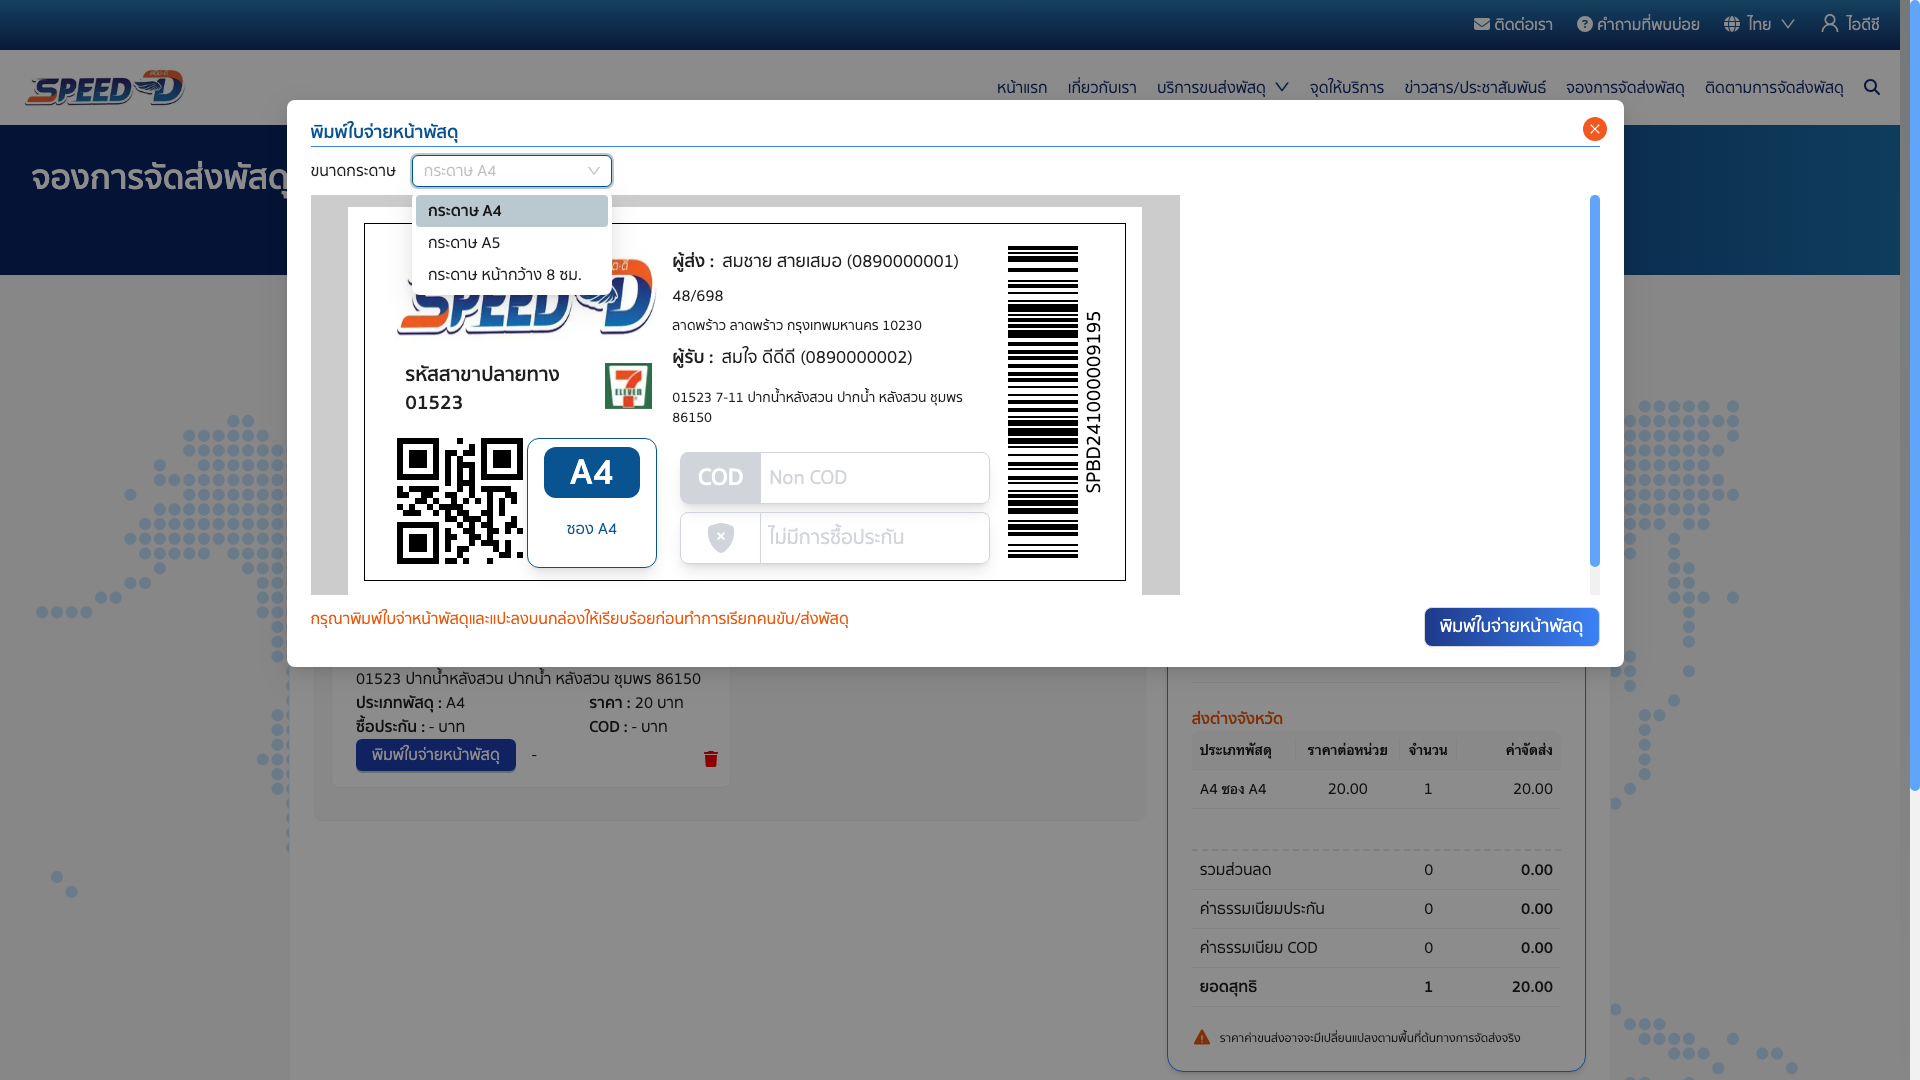 ติดต่อเรา
คำถามที่พบบ่อย
ไทย
ไอดีซี
SPEED-D
หน้าแรก
เกี่ยวกับเรา
บริการขนส่งพัสดุ
จุดให้บริการ
ข่าวสาร/ประชาสัมพันธ์
จองการจัดส่งพัสดุ
ติดตามการจัดส่งพัสดุ
จองการจัดส่งพัสดุ
พิมพ์ใบจ่ายหน้าพัสดุ
ขนาดกระดาษ
กระดาษ A4
กระดาษ A4
กระดาษ A5
กระดาษ หน้ากว้าง 8 ซม.
SPEED-D
รหัสสาขาปลายทาง
01523
7 ELEVEN
A4
ซอง A4
ผู้ส่ง : สมชาย สายเสมอ (0890000001)
48/698
ลาดพร้าว ลาดพร้าว กรุงเทพมหานคร 10230
ผู้รับ : สมใจ ดีดีดี (0890000002)
01523 7-11 ปากน้ำหลังสวน ปากน้ำ หลังสวน ชุมพร
86150
COD Non COD
ไม่มีการซื้อประกัน
SPBD241000009195
กรุณาพิมพ์ใบจ่าหน้าพัสดุและแปะลงบนกล่องให้เรียบร้อยก่อนทำการเรียกคนขับ/ส่งพัสดุ
พิมพ์ใบจ่ายหน้าพัสดุ
01523 ปากน้ำหลังสวน ปากน้ำ หลังสวน ชุมพร 86150
ประเภทพัสดุ : A4 ราคา : 20 บาท
ซื้อประกัน : - บาท COD : - บาท
พิมพ์ใบจ่ายหน้าพัสดุ -
ส่งต่างจังหวัด
ประเภทพัสดุ ราคาต่อหน่วย จำนวน ค่าจัดส่ง
A4 ซอง A4 20.00 1 20.00
รวมส่วนลด 0 0.00
ค่าธรรมเนียมประกัน 0 0.00
ค่าธรรมเนียม COD 0 0.00
ยอดสุทธิ 1 20.00
ราคาค่าขนส่งอาจจะมีเปลี่ยนแปลงตามพื้นที่ต้นทางการจัดส่งจริง